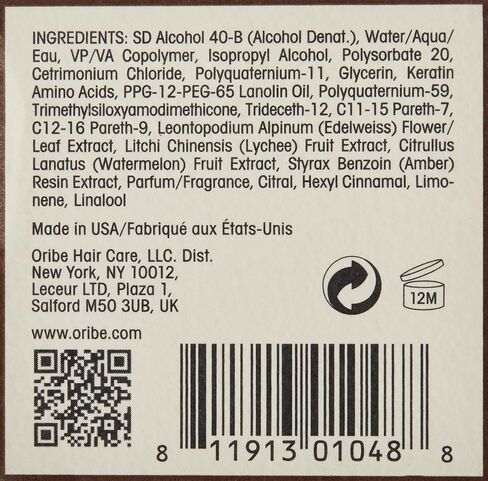 INGREDIENTS: SD Alcohol 40-B (Alcohol Denat.), Water/Aqua/
Eau, VP/VA Copolymer, Isopropyl Alcohol, Polysorbate 20,
Cetrimonium Chloride, Polyquaternium-11, Glycerin, Keratin
Amino Acids, PPG-12-PEG-65 Lanolin Oil, Polyquaternium-59,
Trimethylsiloxyamodimethicone, Trideceth-12, C11-15 Pareth-7,
C12-16 Pareth-9, Leontopodium Alpinum (Edelweiss) Flower/
Leaf Extract, Litchi Chinensis (Lychee) Fruit Extract, Citrullus
Lanatus (Watermelon) Fruit Extract, Styrax Benzoin (Amber)
Resin Extract, Parfum/Fragrance, Citral, Hexyl Cinnamal, Limo-
nene, Linalool
Made in USA/Fabriqué aux États-Unis
Oribe Hair Care, LLC. Dist.
New York, NY 10012,
Leceur LTD, Plaza 1,
Salford M50 3UB, UK
12M
www.oribe.com
8 11913 01048 8